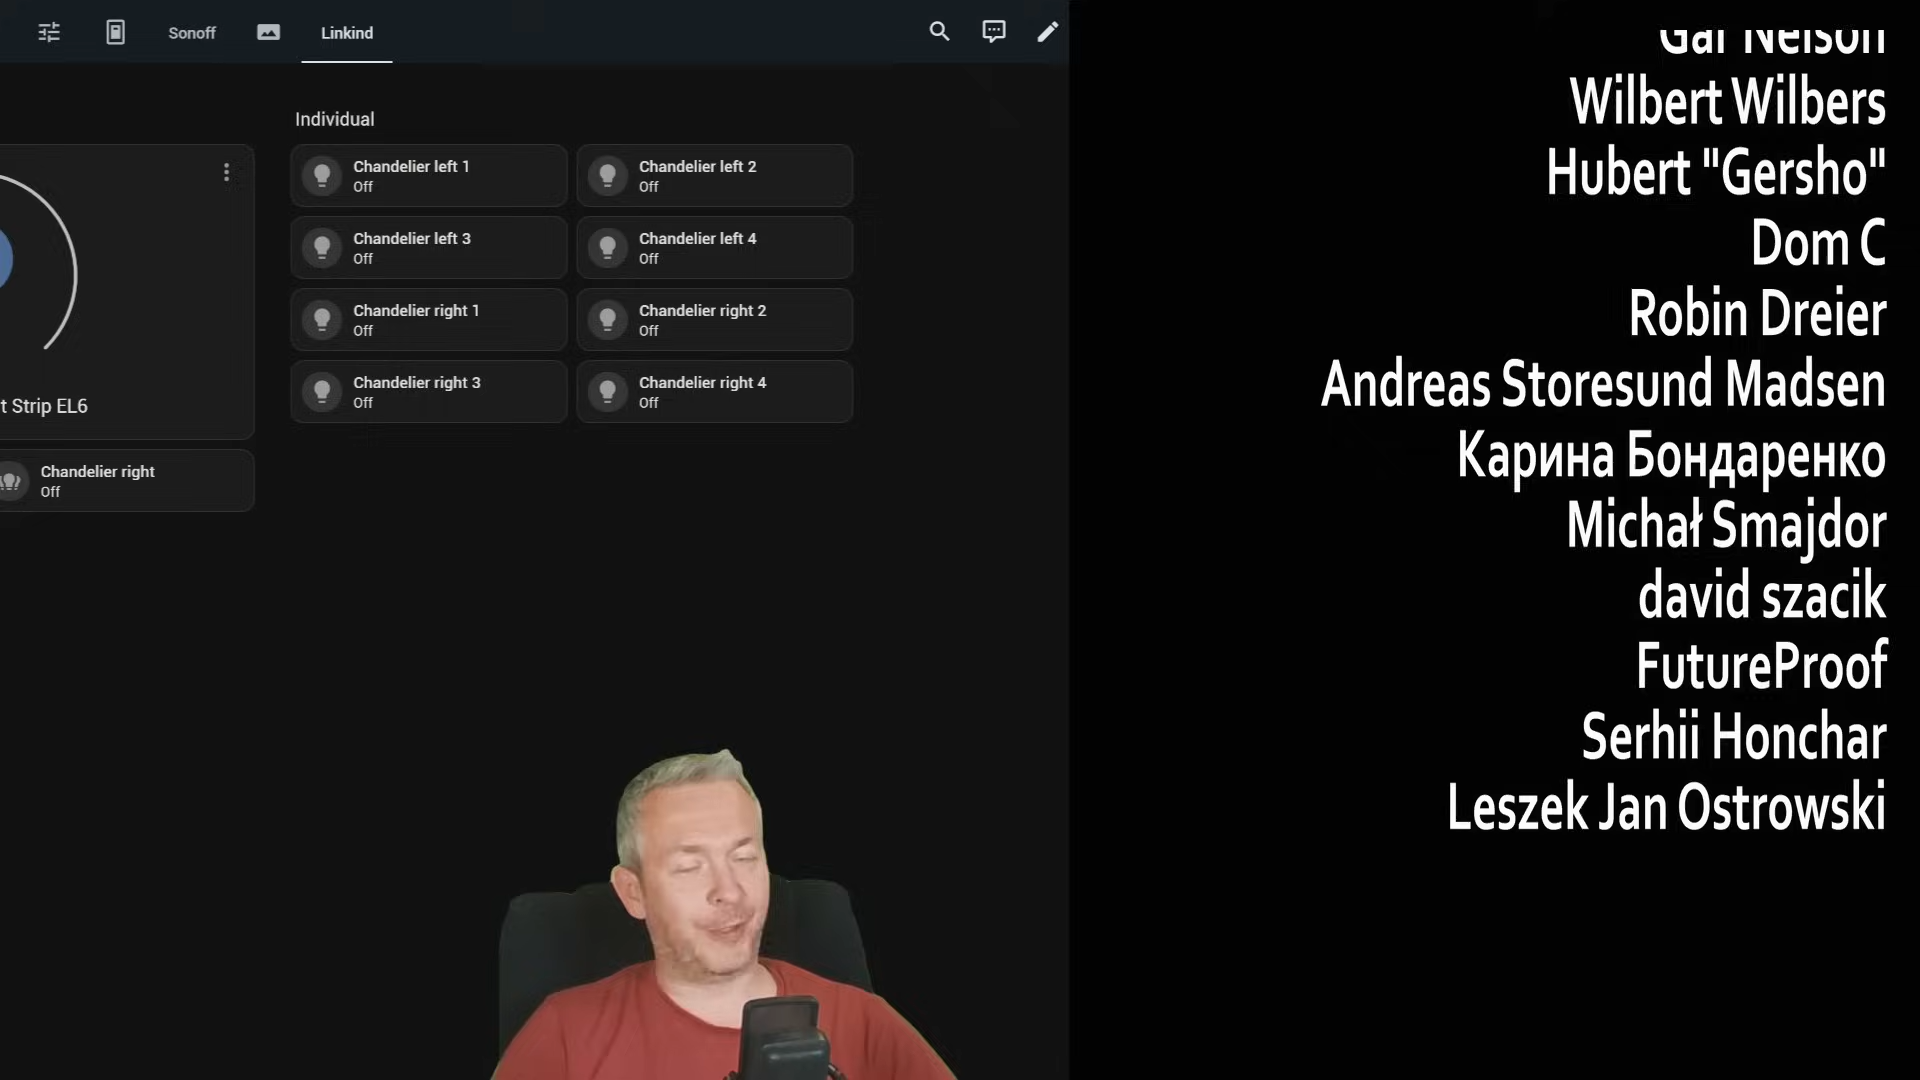 Sonoff
Linkind
Individual
Chandelier left 1
Off
Chandelier left 2
Off
Chandelier left 3
Off
Chandelier left 4
Off
Chandelier right 1
Off
Chandelier right 2
Off
Chandelier right 3
Off
Chandelier right 4
Off
t Strip EL6
Chandelier right
Off
Gar Nelson
Wilbert Wilbers
Hubert "Gersho"
Dom C
Robin Dreier
Andreas Storesund Madsen
Карина Бондаренко
Michał Smajdor
david szacik
FutureProof
Serhii Honchar
Leszek Jan Ostrowski